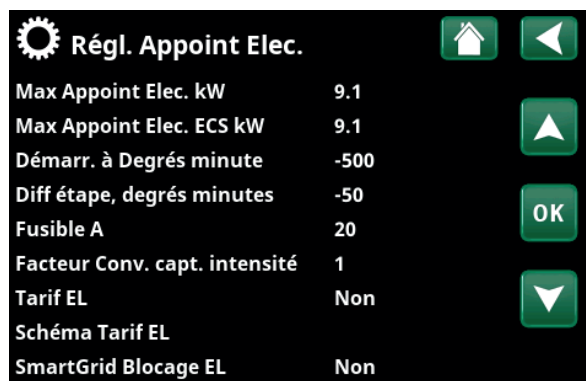 Régl. Appoint Elec.
Max Appoint Elec. kW 9.1
Max Appoint Elec. ECS kW 9.1
Démarr. à Degrés minute -500
Diff étape, degrés minutes -50
OK
Fusible A 20
Facteur Conv. capt. intensité 1
Tarif EL Non
Schéma Tarif EL
SmartGrid Blocage EL Non